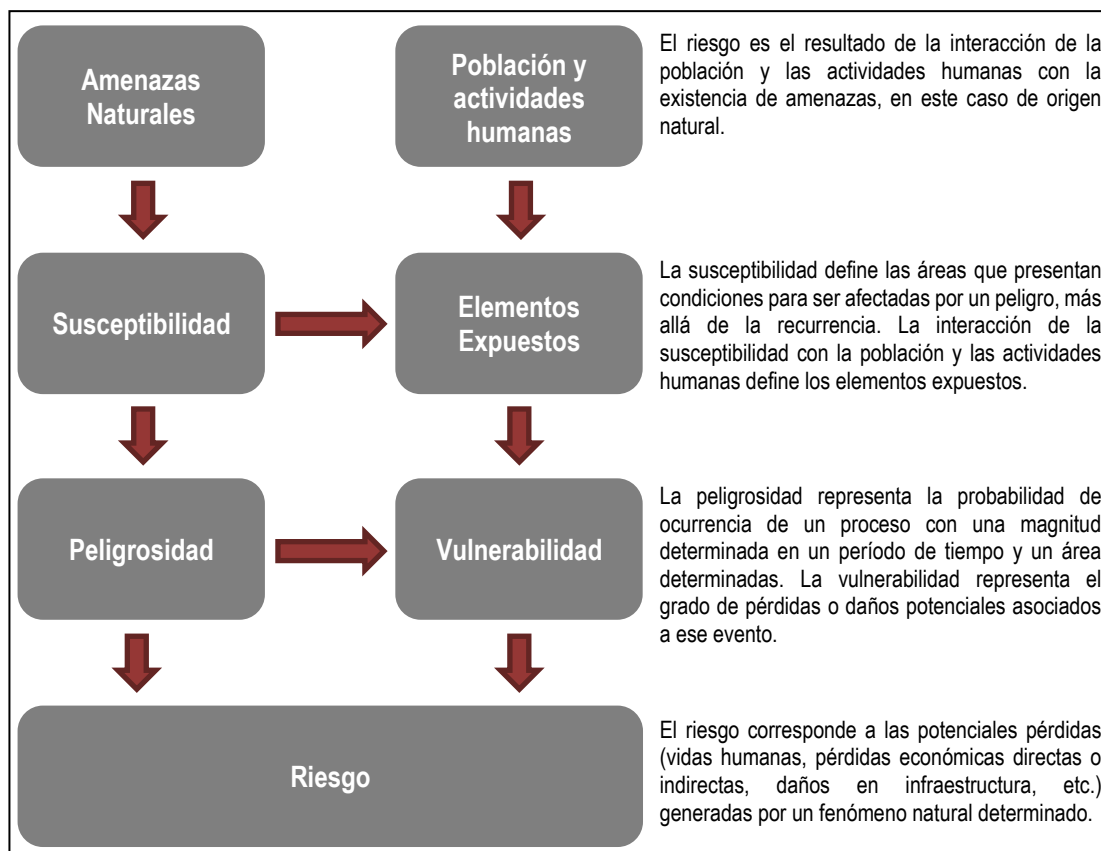 Amenazas
Naturales
Población y
actividades
humanas
El riesgo es el resultado de la interacción de la
población y las actividades humanas con la
existencia de amenazas, en este caso de origen
natural.
Susceptibilidad
Elementos
Expuestos
La susceptibilidad define las áreas que presentan
condiciones para ser afectadas por un peligro, más
allá de la recurrencia. La interacción de la
susceptibilidad con la población y las actividades
humanas define los elementos expuestos.
Peligrosidad
Vulnerabilidad
La peligrosidad representa la probabilidad de
ocurrencia de un proceso con una magnitud
determinada en un período de tiempo y un área
determinadas. La vulnerabilidad representa el
grado de pérdidas o daños potenciales asociados
a ese evento.
Riesgo
El riesgo corresponde a las potenciales pérdidas
(vidas humanas, pérdidas económicas directas o
indirectas, daños en infraestructura, etc.)
generadas por un fenómeno natural determinado.